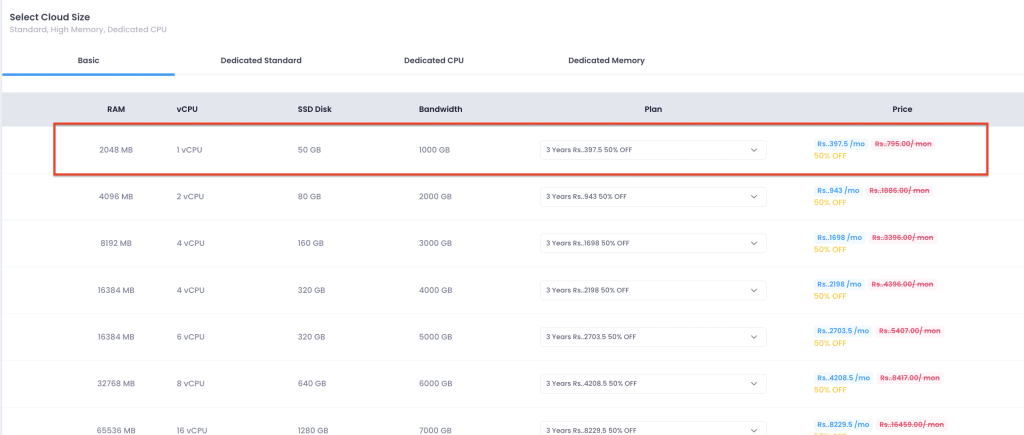 Select Cloud Size
Standard, High Memory, Dedicated CPU
Basic Dedicated Standard Dedicated CPU Dedicated Memory
RAM vCPU SSD Disk Bandwidth Plan Price
2048 MB 1 vCPU 50 GB 1000 GB 3 Years Rs..397.5 50% OFF Rs..397.5 /mo Rs..795.00/ mon
50% OFF
4096 MB 2 vCPU 80 GB 2000 GB 3 Years Rs..943 50% OFF Rs..943 /mo Rs..1886.00/ mon
50% OFF
8192 MB 4 vCPU 160 GB 3000 GB 3 Years Rs..1698 50% OFF Rs..1698 /mo Rs..3396.00/ mon
50% OFF
16384 MB 4 vCPU 320 GB 4000 GB 3 Years Rs..2198 50% OFF Rs..2198 /mo Rs..4396.00/ mon
50% OFF
16384 MB 6 vCPU 320 GB 5000 GB 3 Years Rs..2703.5 50% OFF Rs..2703.5 /mo Rs..5407.00/ mon
50% OFF
32768 MB 8 vCPU 640 GB 6000 GB 3 Years Rs..4208.5 50% OFF Rs..4208.5 /mo Rs..8417.00/ mon
50% OFF
65536 MB 16 vCPU 1280 GB 7000 GB 3 Years Rs..8229.5 50% OFF Rs..8229.5 /mo Rs..16459.00/ mon